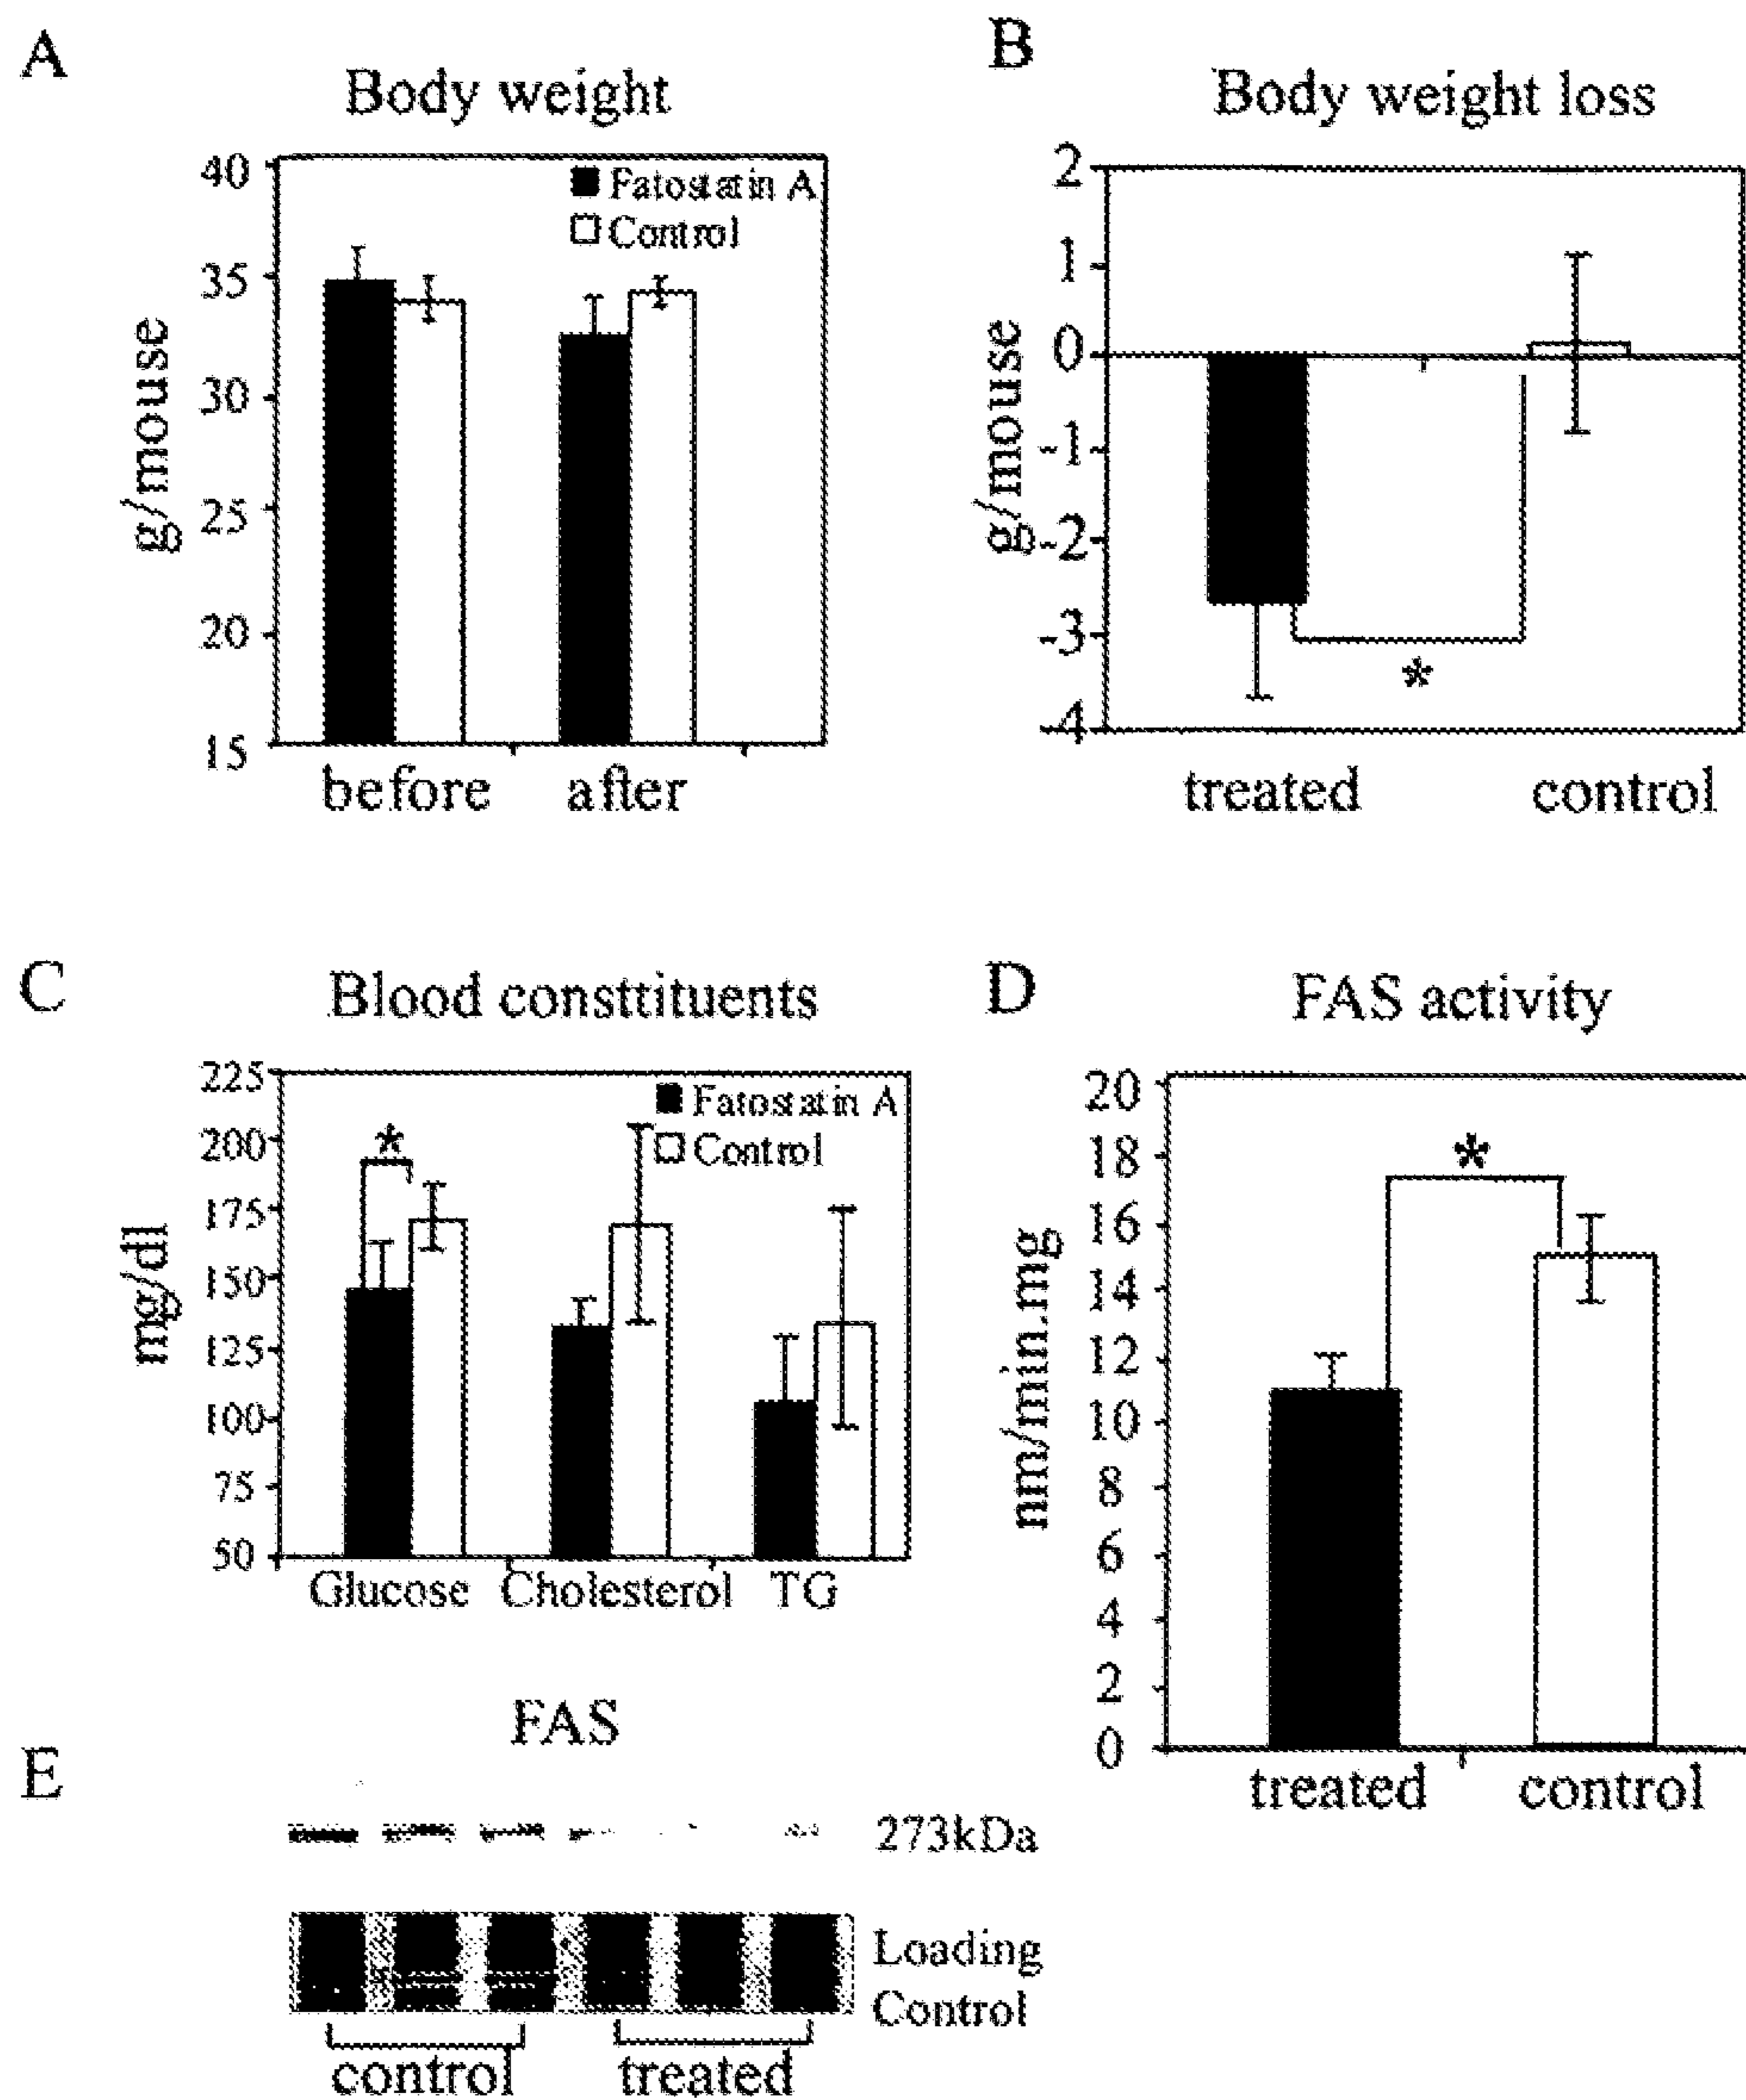 A
Body weight
40
35
30
25
20
15
g/mouse
Fatostatin A
Control
before after
B
Body weight loss
2
1
0
-1
-2
-3
-4
g/mouse
*
treated control
C
Blood consttituents
225
200
175
150
125
100
75
50
mg/dl
*
Fatostatin A
Control
Glucose Cholesterol TG
D
FAS activity
20
18
16
14
12
10
8
6
4
2
0
nm/min.mg
*
treated control
E
FAS
273kDa
Loading
Control
control treated